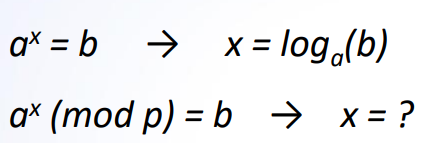 aˣ = b → x = logₐ(b)
aˣ (mod p) = b → x = ?